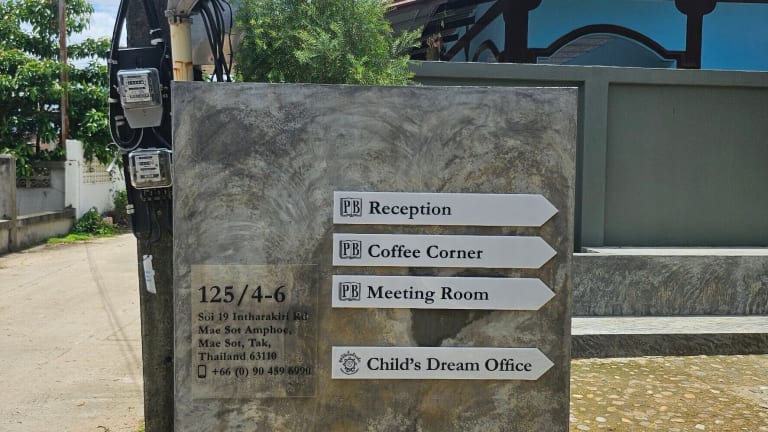 PB Reception
PB Coffee Corner
PB Meeting Room
Child's Dream Office
125/4-6
Soi 19 Intharakiri Rd
Mae Sot Amphoe,
Mae Sot, Tak,
Thailand 63110
+66 (0) 90 459 6990